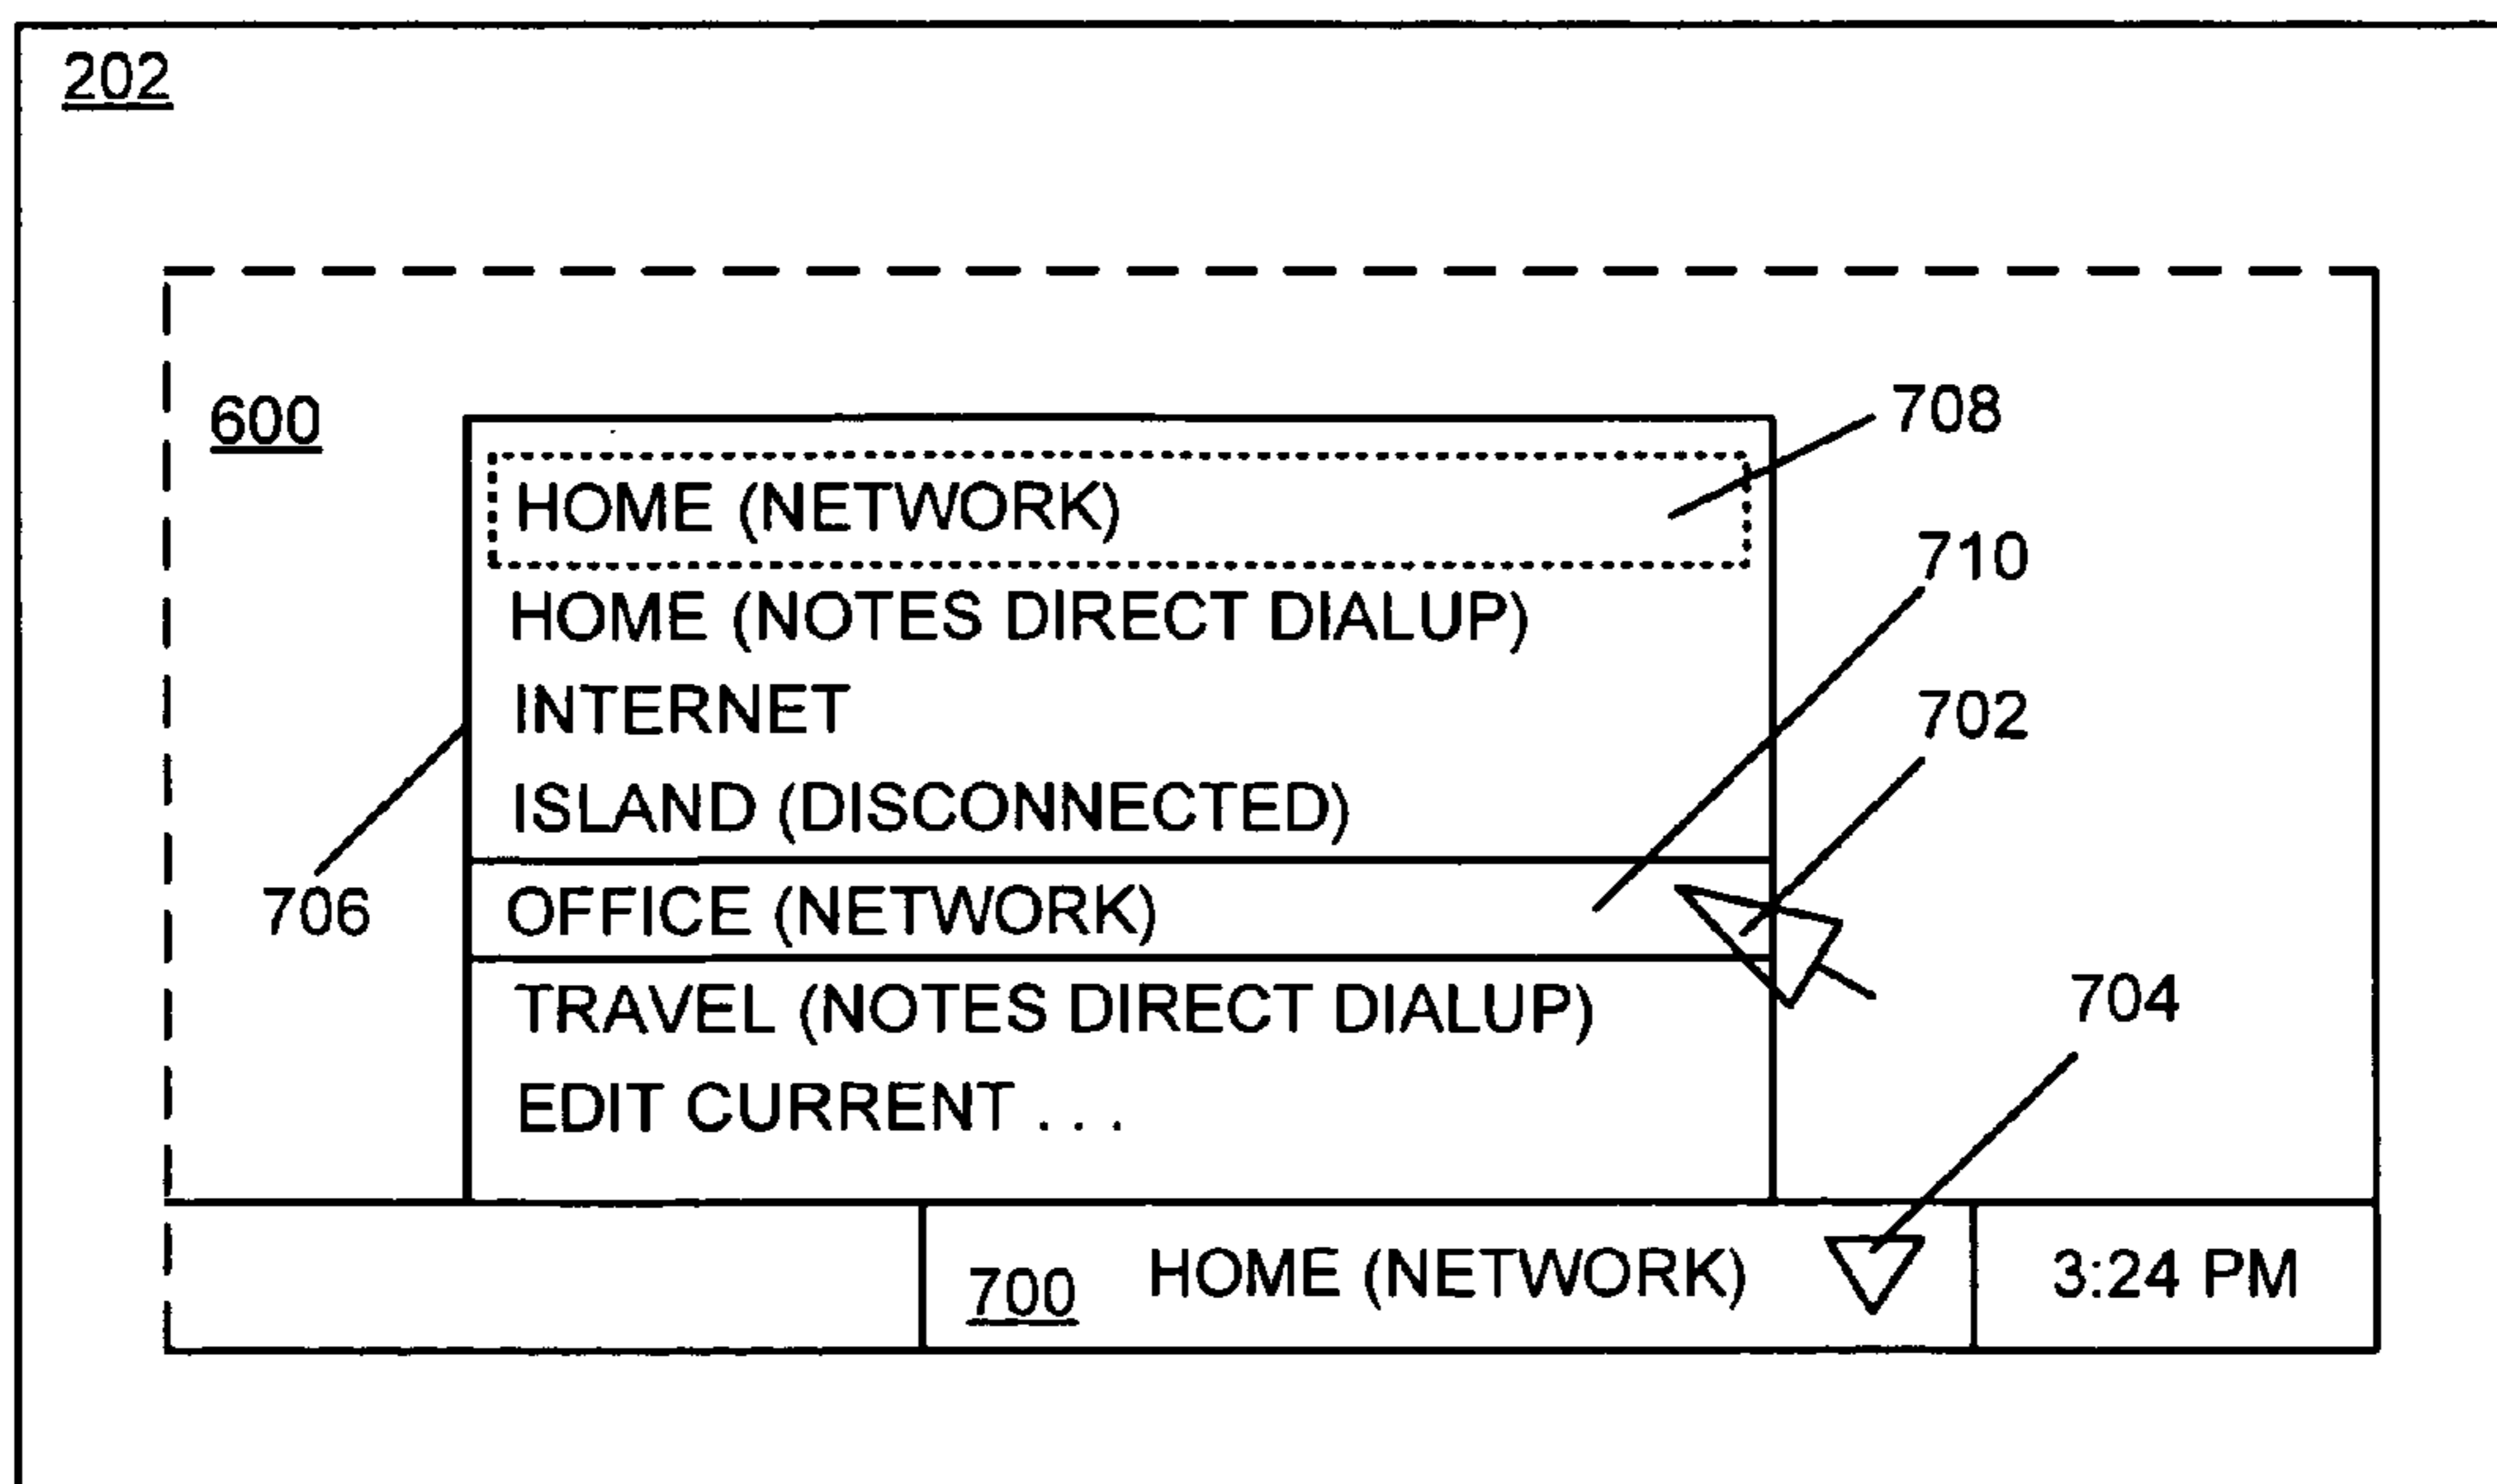 202
600
708
HOME (NETWORK)
710
HOME (NOTES DIRECT DIALUP)
INTERNET
702
ISLAND (DISCONNECTED)
706
OFFICE (NETWORK)
TRAVEL (NOTES DIRECT DIALUP)
704
EDIT CURRENT . . .
700 HOME (NETWORK) 3:24 PM